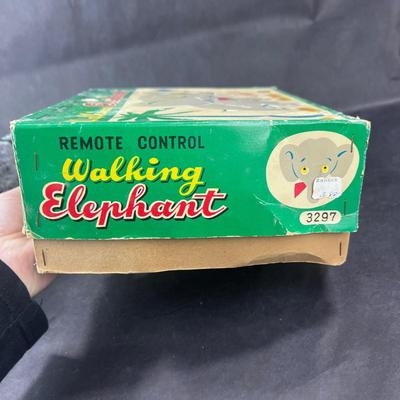 REMOTE CONTROL
Walking
Elephant
3297